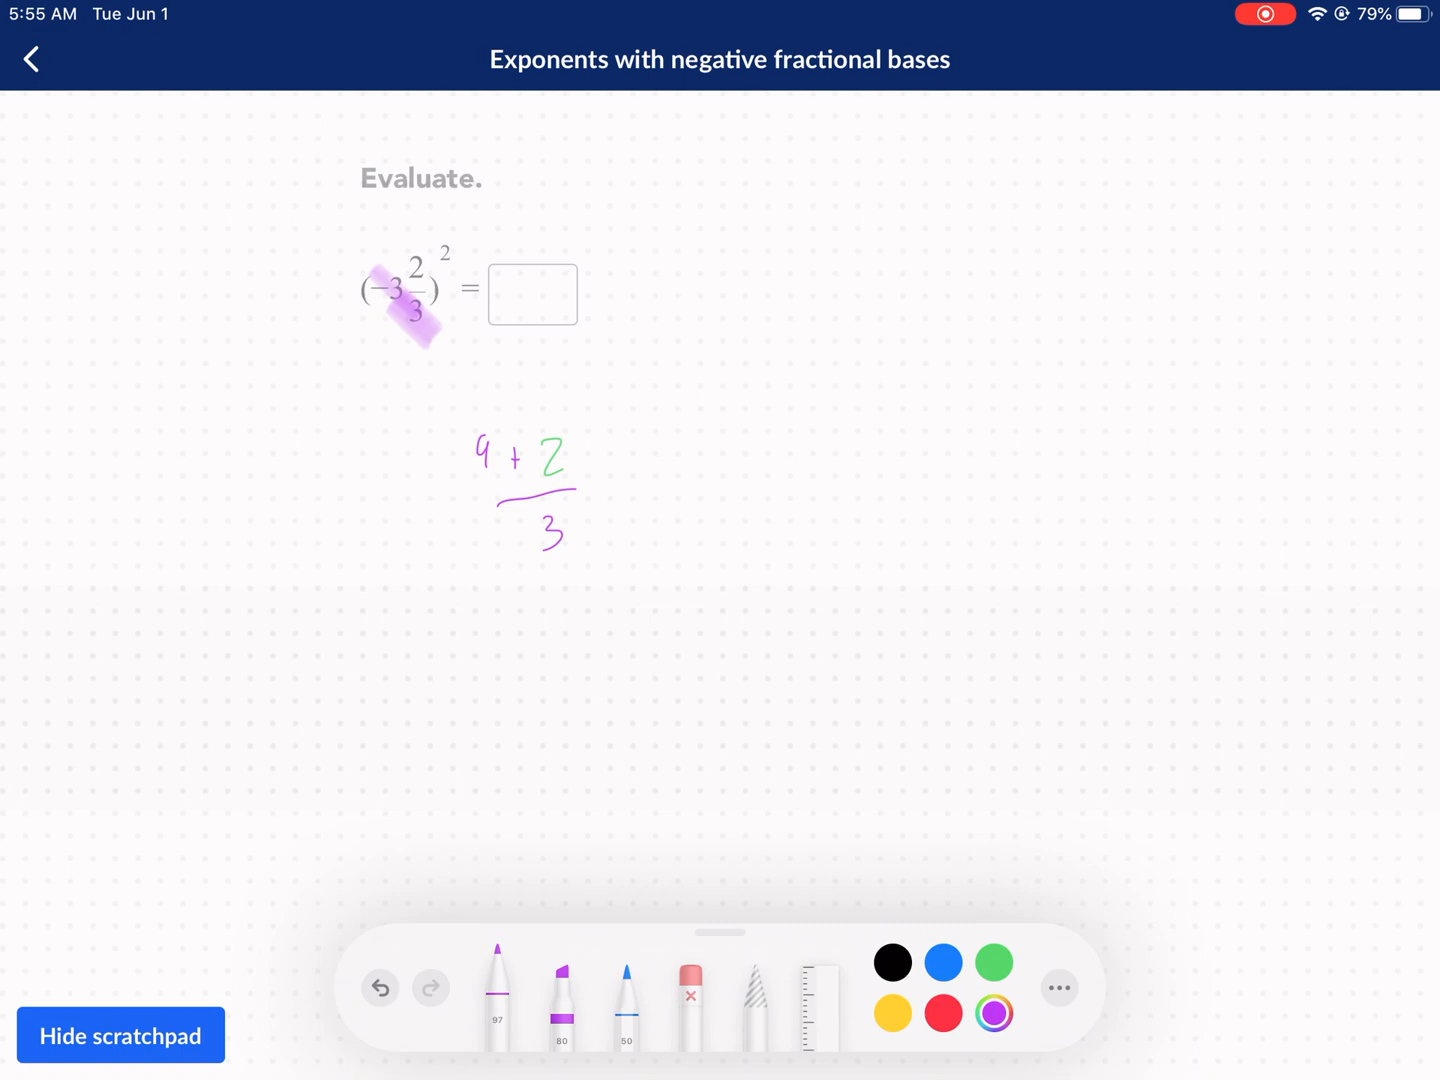 5:55 AM Tue Jun 1
79%
Exponents with negative fractional bases
Evaluate.
(−3 2/3)^2 =
9 + 2
3
97
80
50
Hide scratchpad